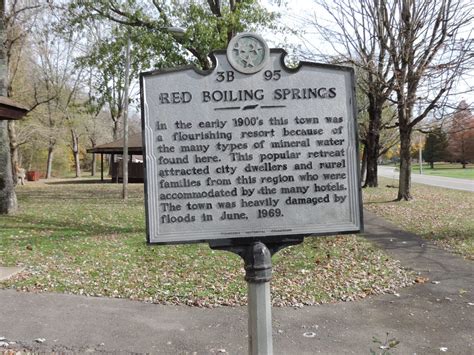 3B 95
RED BOILING SPRINGS
In the early 1900's this town was
a flourishing resort because of
the many types of mineral water
found here. This popular retreat
attracted city dwellers and rural
families from this region who were
accommodated by the many hotels.
The town was heavily damaged by
floods in June, 1969.